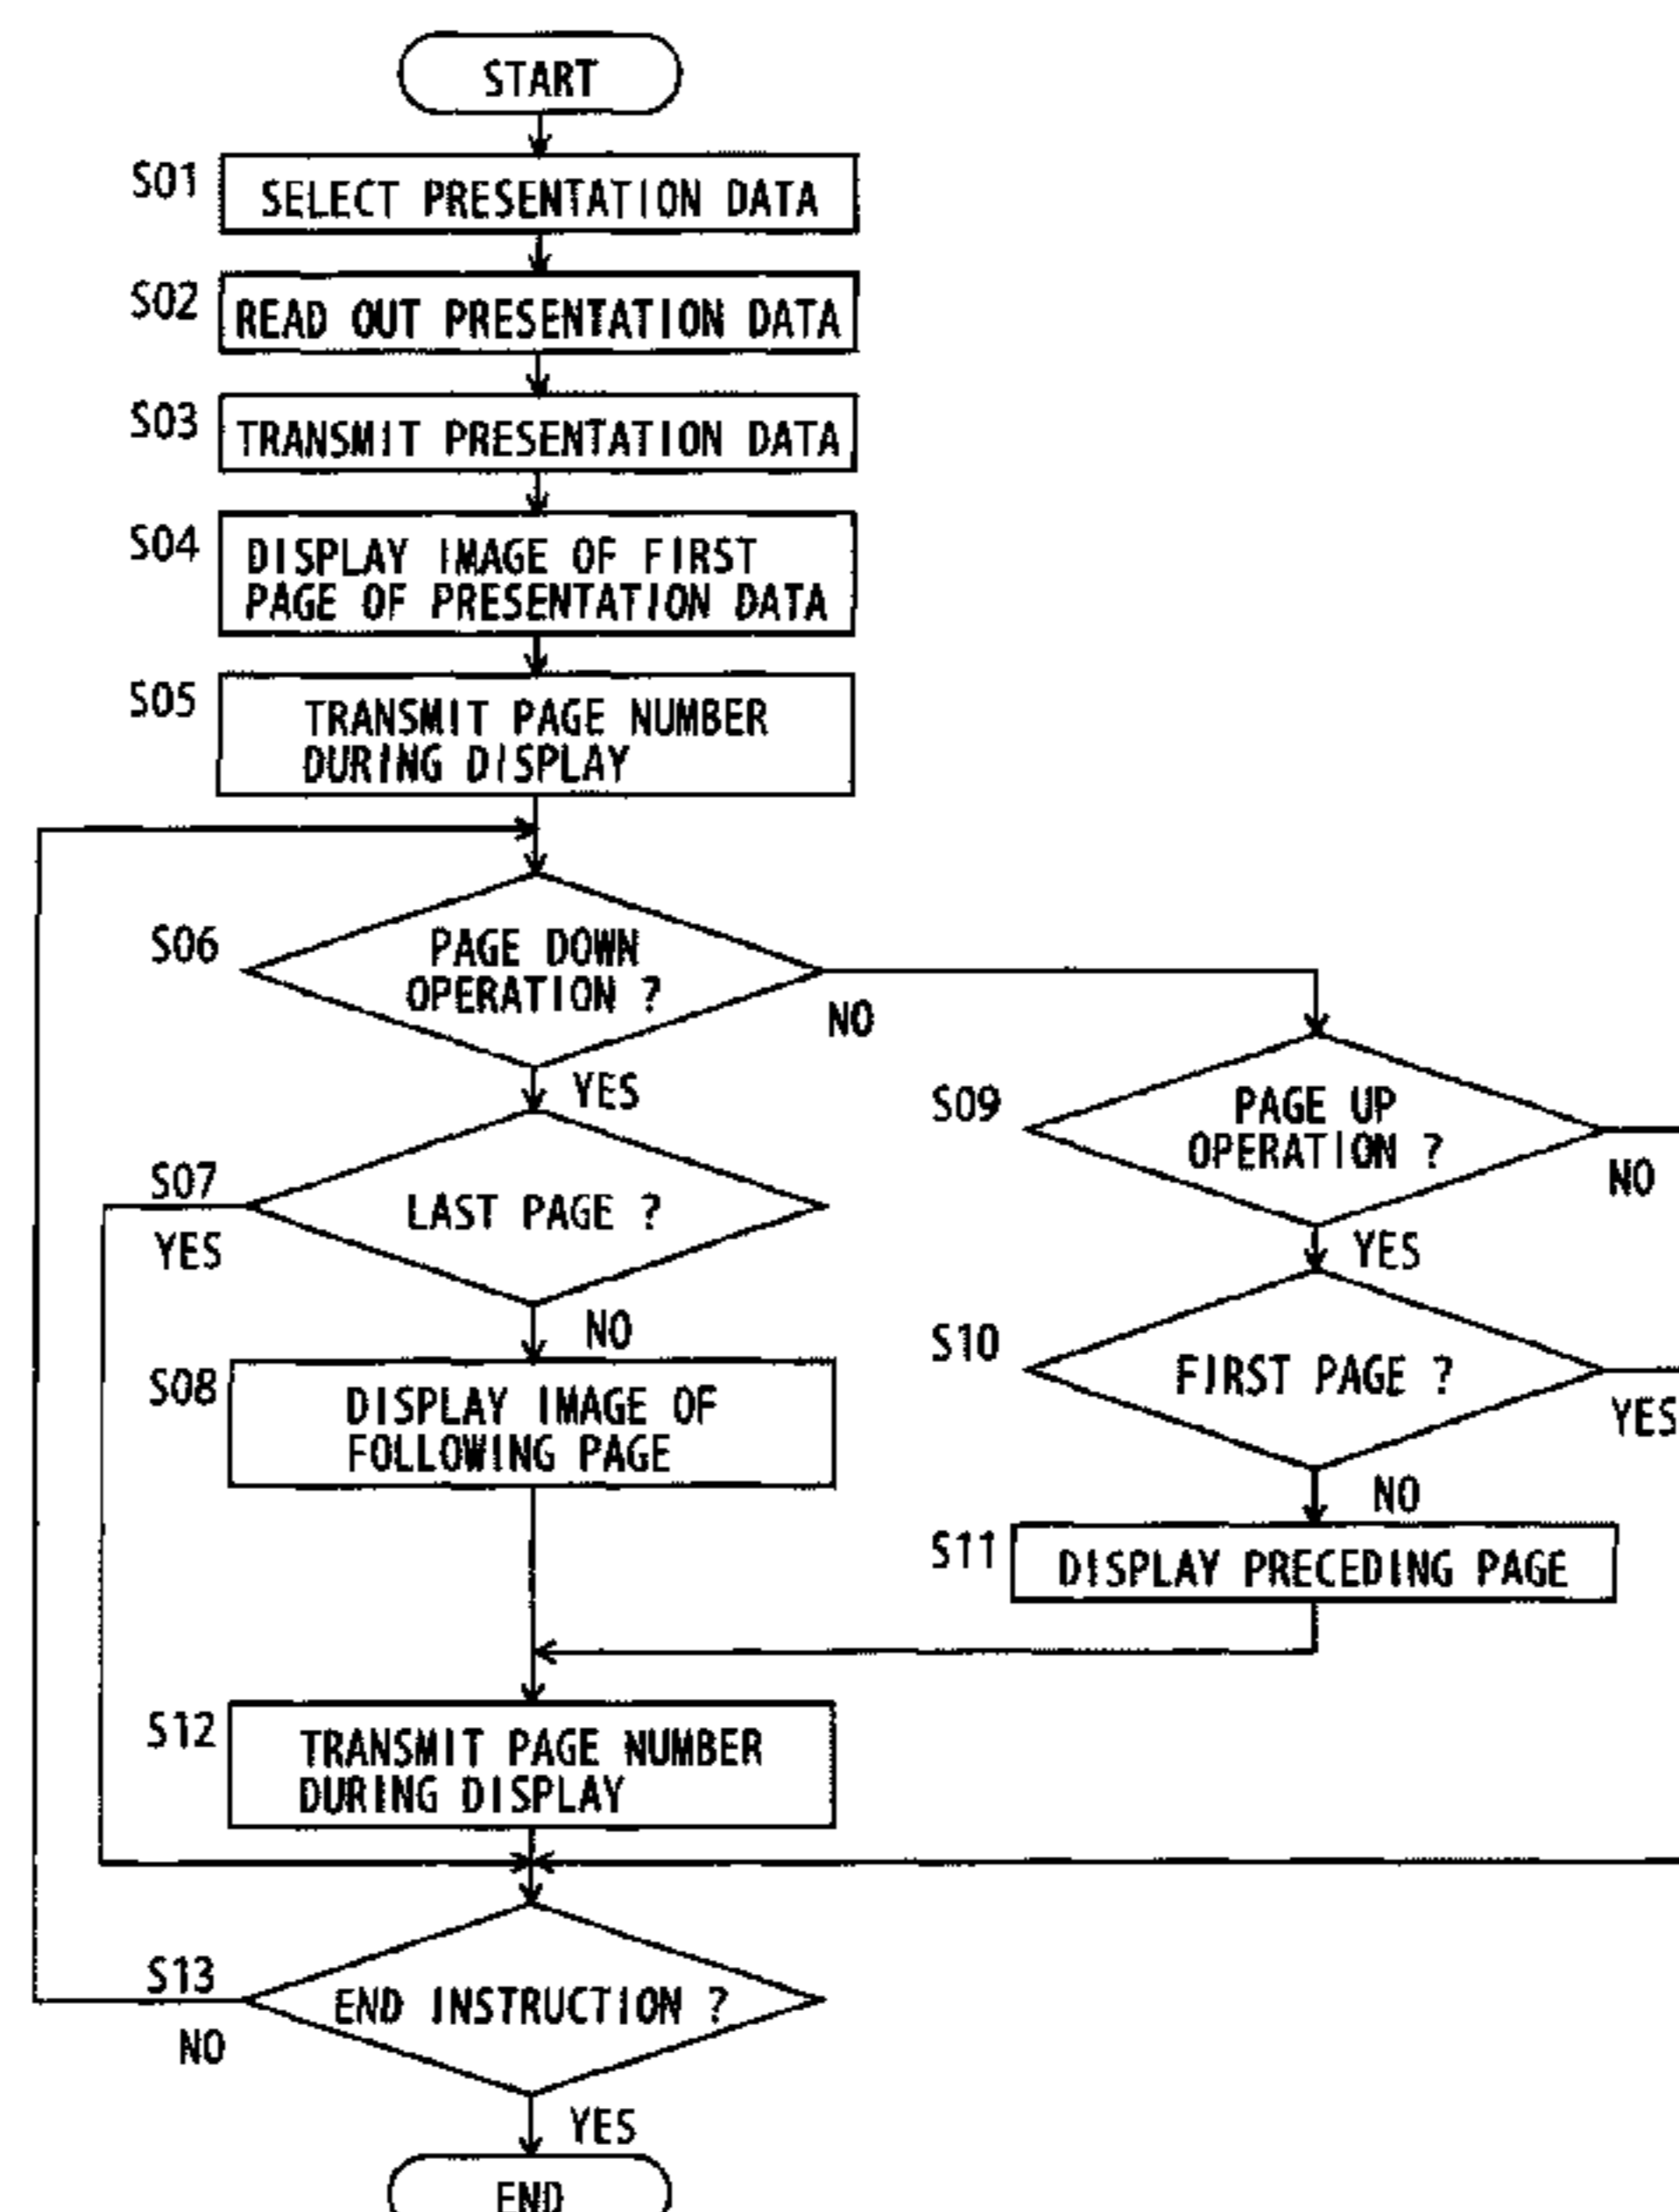 START
S01
SELECT PRESENTATION DATA
S02
READ OUT PRESENTATION DATA
S03
TRANSMIT PRESENTATION DATA
S04
DISPLAY IMAGE OF FIRST
PAGE OF PRESENTATION DATA
S05
TRANSMIT PAGE NUMBER
DURING DISPLAY
S06
PAGE DOWN
OPERATION ?
NO
YES
S07
LAST PAGE ?
YES
NO
S08
DISPLAY IMAGE OF
FOLLOWING PAGE
S09
PAGE UP
OPERATION ?
NO
YES
S10
FIRST PAGE ?
YES
NO
S11
DISPLAY PRECEDING PAGE
S12
TRANSMIT PAGE NUMBER
DURING DISPLAY
S13
END INSTRUCTION ?
NO
YES
END